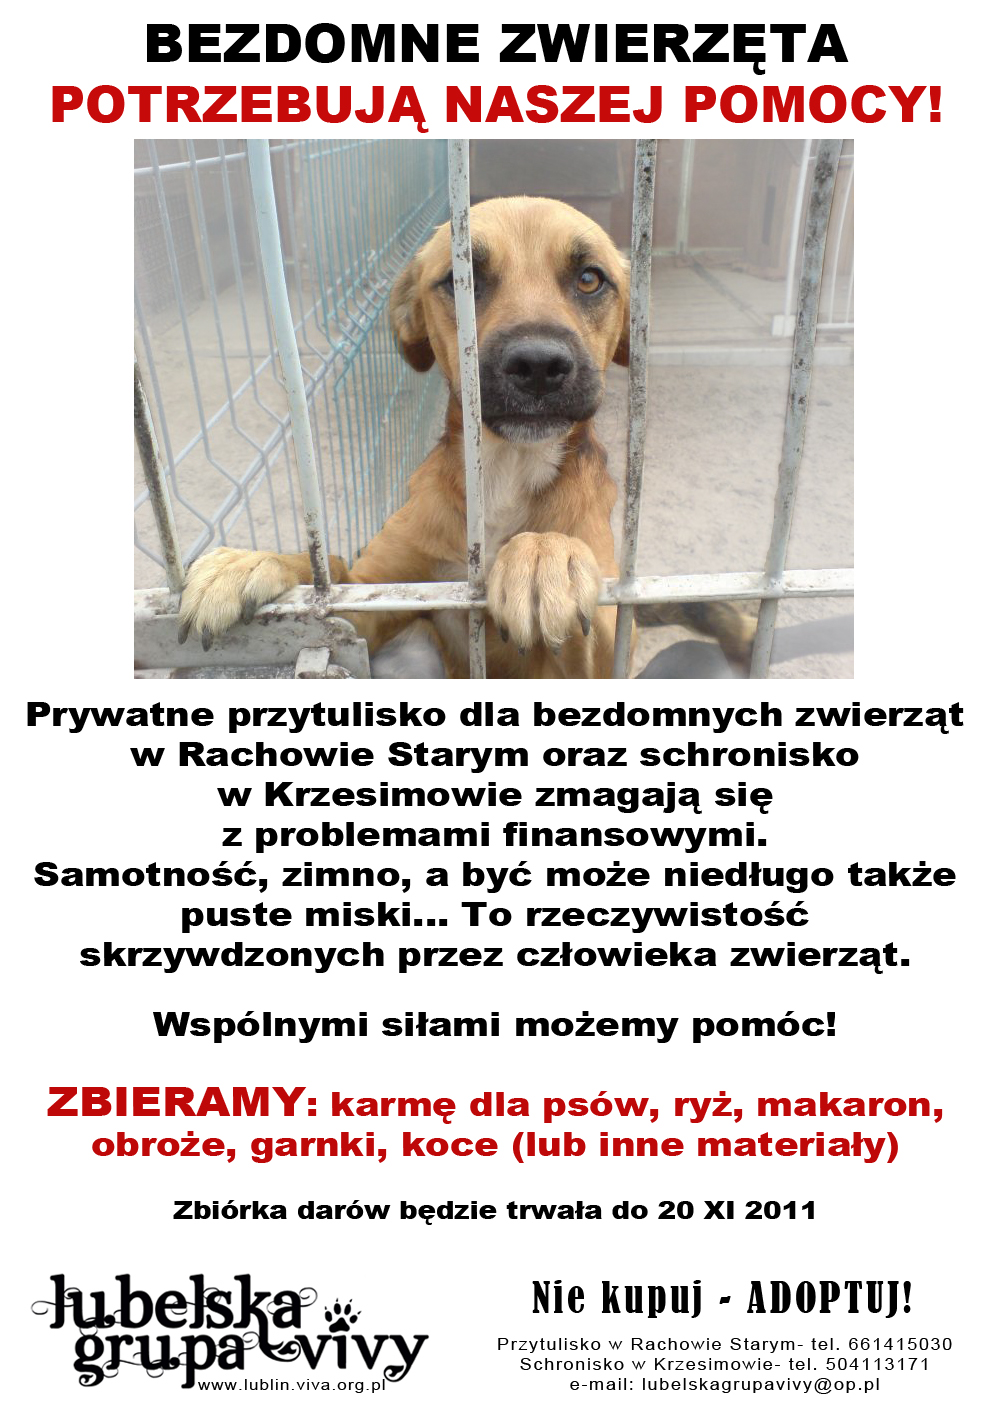 BEZDOMNE ZWIERZĘTA
POTRZEBUJĄ NASZEJ POMOCY!
Prywatne przytulisko dla bezdomnych zwierząt
w Rachowie Starym oraz schronisko
w Krzesimowie zmagają się
z problemami finansowymi.
Samotność, zimno, a być może niedługo także
puste miski... To rzeczywistość
skrzywdzonych przez człowieka zwierząt.
Wspólnymi siłami możemy pomóc!
ZBIERAMY: karmę dla psów, ryż, makaron,
obroże, garnki, koce (lub inne materiały)
Zbiórka darów będzie trwała do 20 XI 2011
lubelska
grupa vivy
www.lublin.viva.org.pl
Nie kupuj - ADOPTUJ!
Przytulisko w Rachowie Starym- tel. 661415030
Schronisko w Krzesimowie- tel. 504113171
e-mail: lubelskagrupavivy@op.pl